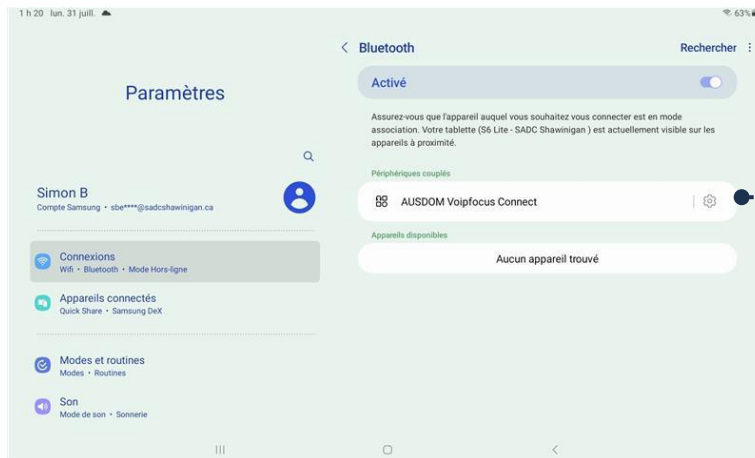 1 h 20 lun. 31 juill.
63%
Paramètres
Simon B
Compte Samsung • sbe****@sadcshawinigan.ca
Connexions
Wifi • Bluetooth • Mode Hors-ligne
Appareils connectés
Quick Share • Samsung DeX
Modes et routines
Modes • Routines
Son
Mode de son • Sonnerie
Bluetooth
Rechercher
Activé
Assurez-vous que l'appareil auquel vous souhaitez vous connecter est en mode
association. Votre tablette (S6 Lite - SADC Shawinigan ) est actuellement visible sur les
appareils à proximité.
Périphériques couplés
AUSDOM Voipfocus Connect
Appareils disponibles
Aucun appareil trouvé